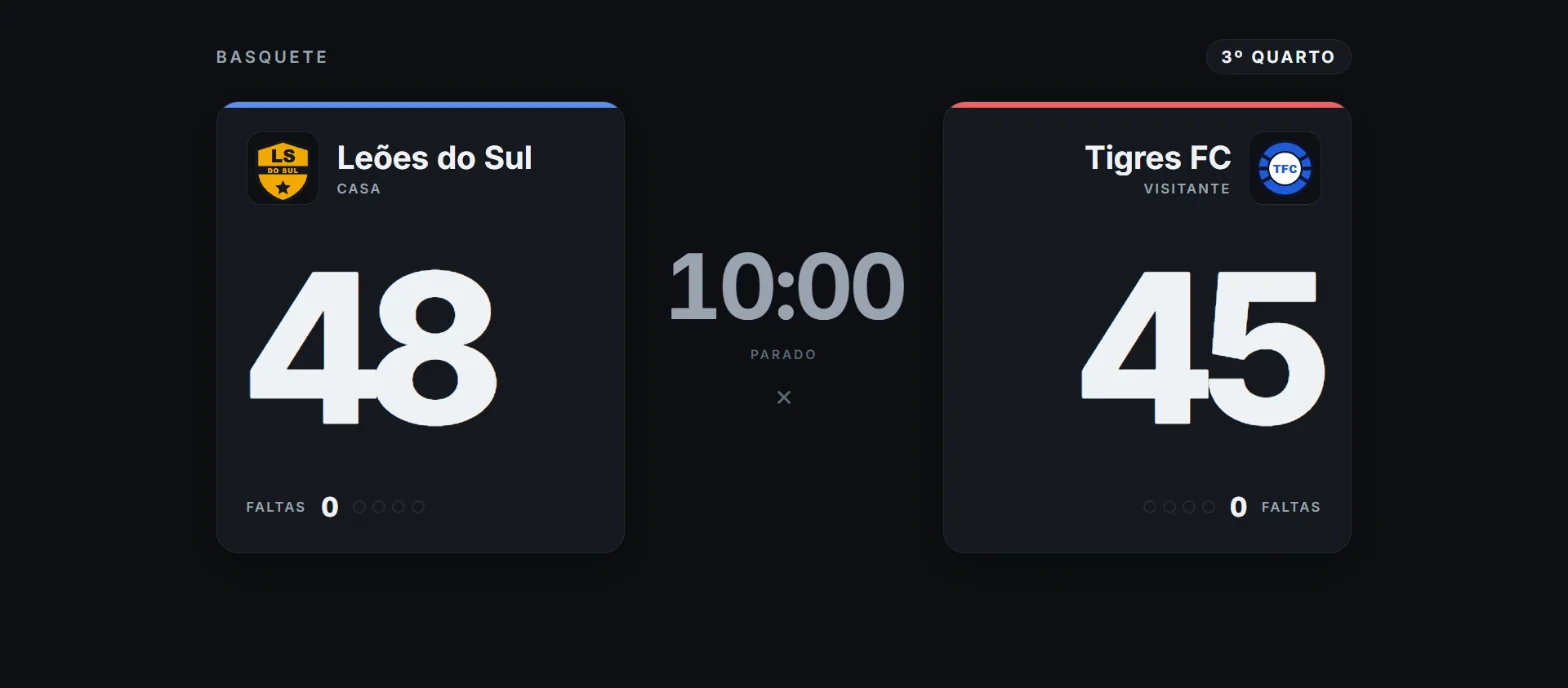 BASQUETE
3º QUARTO
LS
DO SUL
Leões do Sul
CASA
48
FALTAS 0
10:00
PARADO
×
Tigres FC
VISITANTE
TFC
45
0 FALTAS